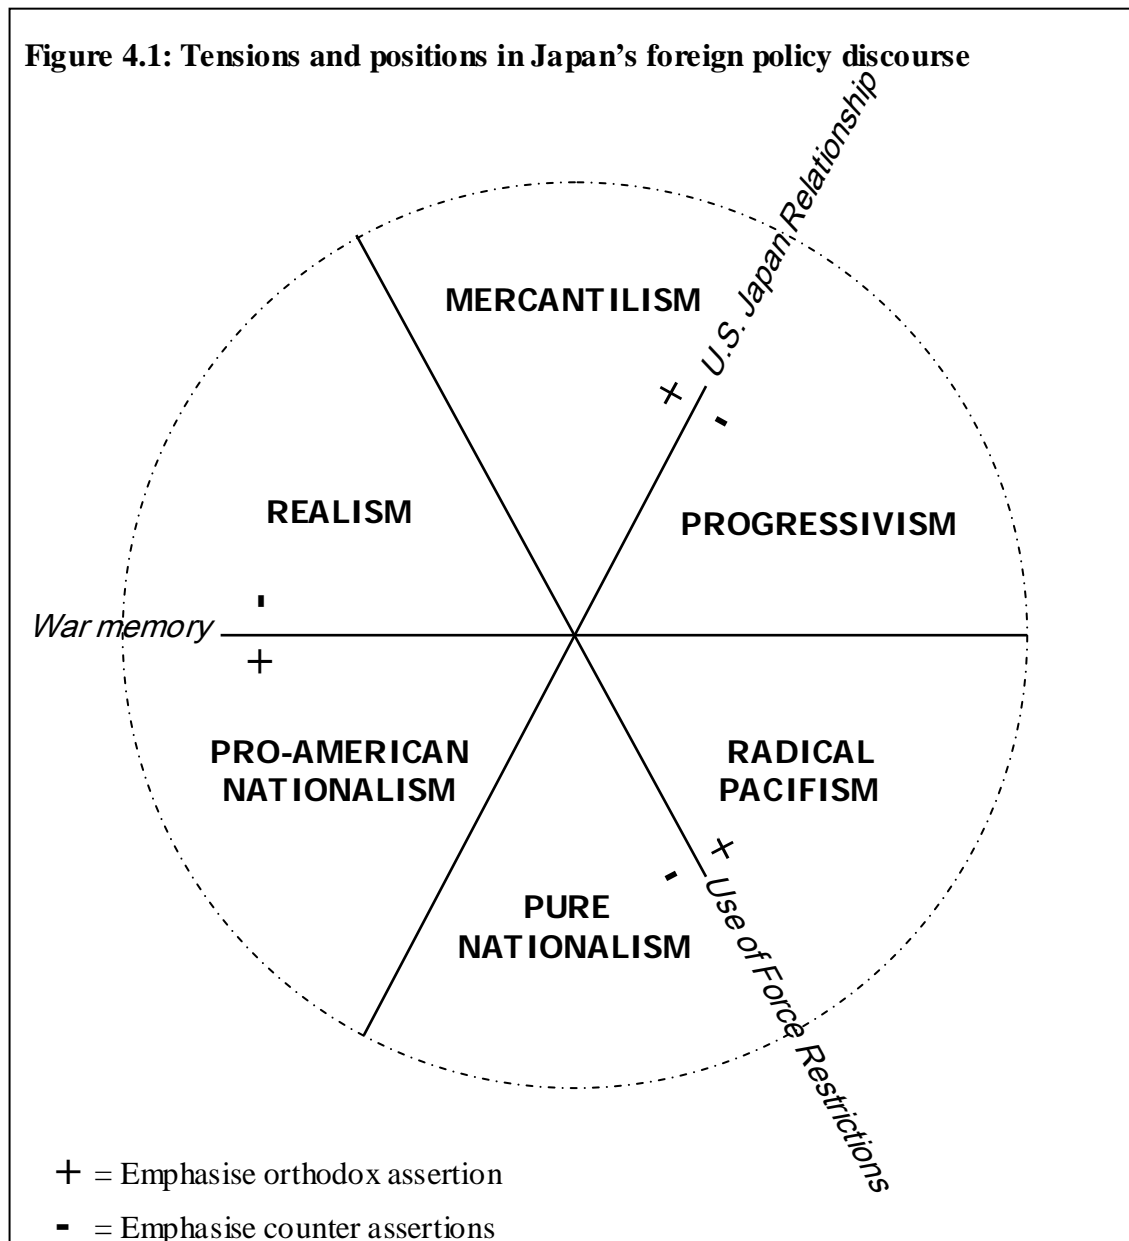 Figure 4.1: Tensions and positions in Japan's foreign policy discourse
U.S. Japan Relationship
MERCANTILISM
+
-
REALISM
PROGRESSIVISM
-
War memory
+
PRO-AMERICAN
NATIONALISM
RADICAL
PACIFISM
+
-
Use of Force Restrictions
PURE
NATIONALISM
+ = Emphasise orthodox assertion
- = Emphasise counter assertions